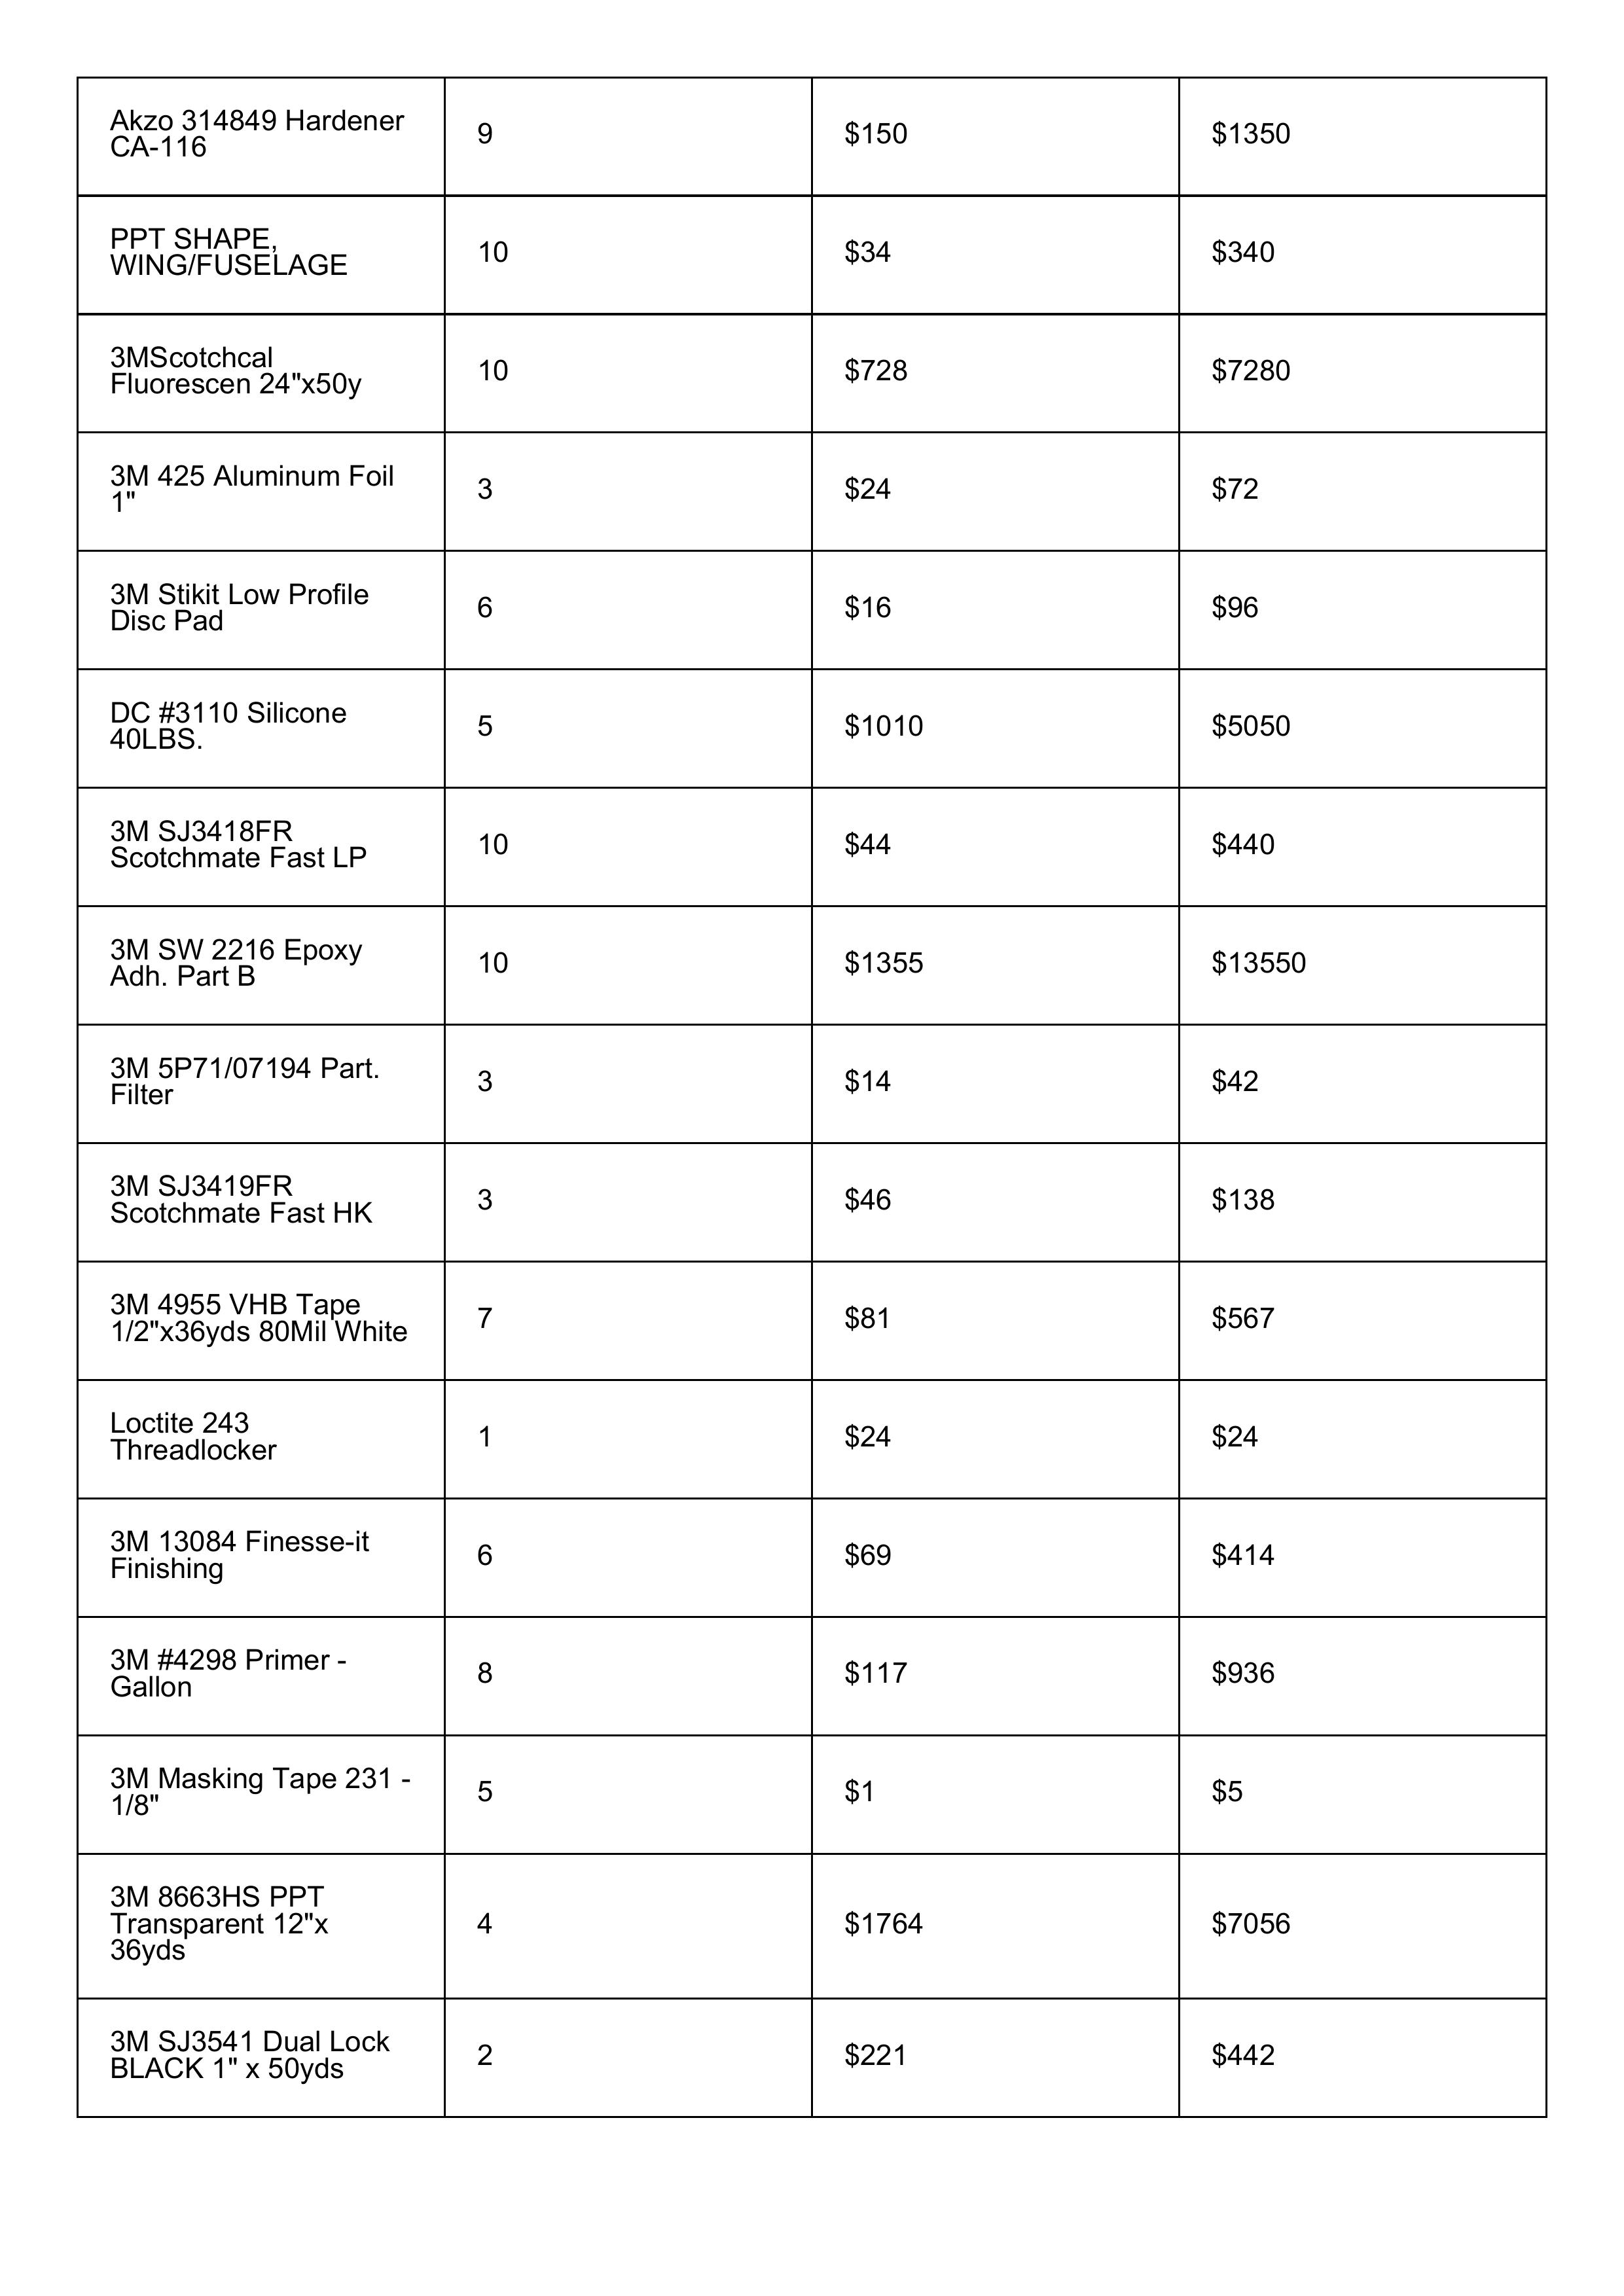 Akzo 314849 Hardener
CA-116
9
$150
$1350
PPT SHAPE,
WING/FUSELAGE
10
$34
$340
3MScotchcal
Fluorescen 24"x50y
10
$728
$7280
3M 425 Aluminum Foil
1"
3
$24
$72
3M Stikit Low Profile
Disc Pad
6
$16
$96
DC #3110 Silicone
40LBS.
5
$1010
$5050
3M SJ3418FR
Scotchmate Fast LP
10
$44
$440
3M SW 2216 Epoxy
Adh. Part B
10
$1355
$13550
3M 5P71/07194 Part.
Filter
3
$14
$42
3M SJ3419FR
Scotchmate Fast HK
3
$46
$138
3M 4955 VHB Tape
1/2"x36yds 80Mil White
7
$81
$567
Loctite 243
Threadlocker
1
$24
$24
3M 13084 Finesse-it
Finishing
6
$69
$414
3M #4298 Primer -
Gallon
8
$117
$936
3M Masking Tape 231 -
1/8"
5
$1
$5
3M 8663HS PPT
Transparent 12"x
36yds
4
$1764
$7056
3M SJ3541 Dual Lock
BLACK 1" x 50yds
2
$221
$442